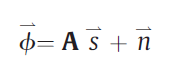 ϕ⃗ = A s⃗ + n⃗